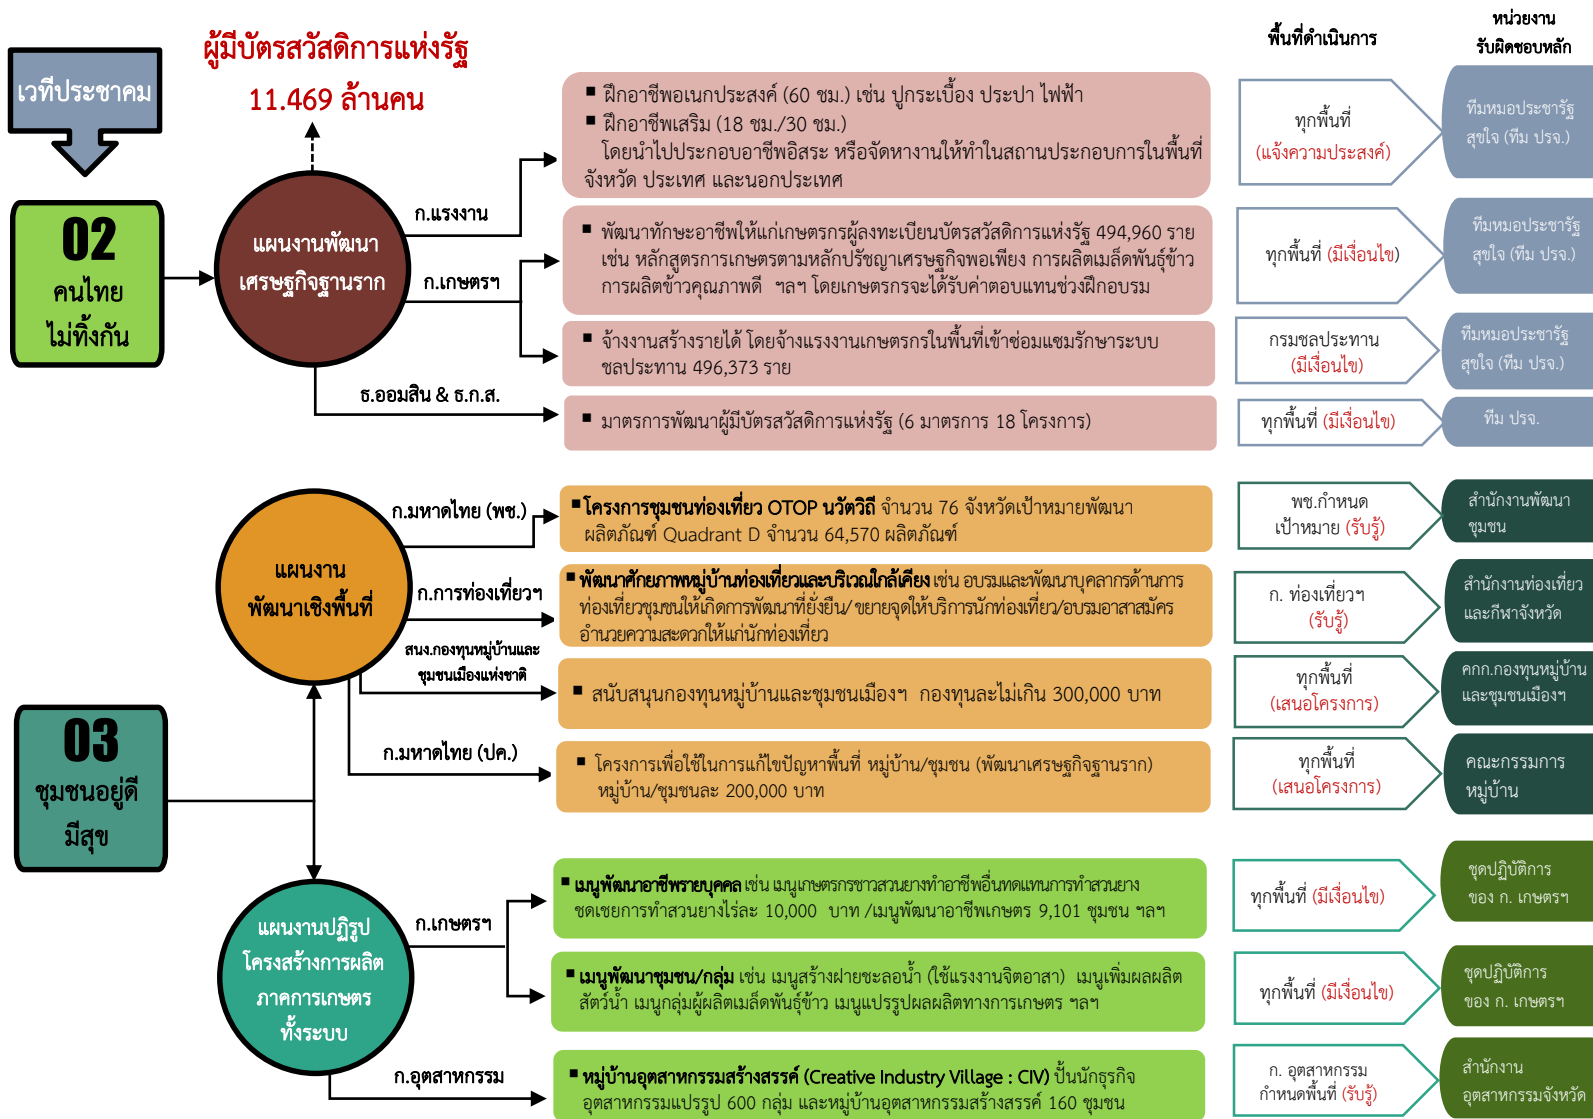 เวทีประชาคม
ผู้มีบัตรสวัสดิการแห่งรัฐ
11.469 ล้านคน
พื้นที่ดำเนินการ
หน่วยงาน
รับผิดชอบหลัก
02
คนไทย
ไม่ทิ้งกัน
แผนงานพัฒนา
เศรษฐกิจฐานราก
ก.แรงงาน
▪ ฝึกอาชีพอเนกประสงค์ (60 ชม.) เช่น ปูกระเบื้อง ประปา ไฟฟ้า
▪ ฝึกอาชีพเสริม (18 ชม./30 ชม.)
โดยนำไปประกอบอาชีพอิสระ หรือจัดหางานให้ทำในสถานประกอบการในพื้นที่
จังหวัด ประเทศ และนอกประเทศ
ทุกพื้นที่
(แจ้งความประสงค์)
ทีมหมอประชารัฐ
สุขใจ (ทีม ปรจ.)
ก.เกษตรฯ
▪ พัฒนาทักษะอาชีพให้แก่เกษตรกรผู้ลงทะเบียนบัตรสวัสดิการแห่งรัฐ 494,960 ราย
เช่น หลักสูตรการเกษตรตามหลักปรัชญาเศรษฐกิจพอเพียง การผลิตเมล็ดพันธุ์ข้าว
การผลิตข้าวคุณภาพดี ฯลฯ โดยเกษตรกรจะได้รับค่าตอบแทนช่วงฝึกอบรม
ทุกพื้นที่ (มีเงื่อนไข)
ทีมหมอประชารัฐ
สุขใจ (ทีม ปรจ.)
▪ จ้างงานสร้างรายได้ โดยจ้างแรงงานเกษตรกรในพื้นที่เข้าซ่อมแซมรักษาระบบ
ชลประทาน 496,373 ราย
กรมชลประทาน
(มีเงื่อนไข)
ทีมหมอประชารัฐ
สุขใจ (ทีม ปรจ.)
ธ.ออมสิน & ธ.ก.ส.
▪ มาตรการพัฒนาผู้มีบัตรสวัสดิการแห่งรัฐ (6 มาตรการ 18 โครงการ)
ทุกพื้นที่ (มีเงื่อนไข)
ทีม ปรจ.
03
ชุมชนอยู่ดี
มีสุข
แผนงาน
พัฒนาเชิงพื้นที่
ก.มหาดไทย (พช.)
▪ โครงการชุมชนท่องเที่ยว OTOP นวัตวิถี จำนวน 76 จังหวัดเป้าหมายพัฒนา
ผลิตภัณฑ์ Quadrant D จำนวน 64,570 ผลิตภัณฑ์
พช.กำหนด
เป้าหมาย (รับรู้)
สำนักงานพัฒนา
ชุมชน
ก.การท่องเที่ยวฯ
▪ พัฒนาศักยภาพหมู่บ้านท่องเที่ยวและบริเวณใกล้เคียง เช่น อบรมและพัฒนาบุคลากรด้านการ
ท่องเที่ยวชุมชนให้เกิดการพัฒนาที่ยั่งยืน/ ขยายจุดให้บริการนักท่องเที่ยว/อบรมอาสาสมัคร
อำนวยความสะดวกให้แก่นักท่องเที่ยว
ก. ท่องเที่ยวฯ
(รับรู้)
สำนักงานท่องเที่ยว
และกีฬาจังหวัด
สนง.กองทุนหมู่บ้านและ
ชุมชนเมืองแห่งชาติ
▪ สนับสนุนกองทุนหมู่บ้านและชุมชนเมืองฯ กองทุนละไม่เกิน 300,000 บาท
ทุกพื้นที่
(เสนอโครงการ)
คกก.กองทุนหมู่บ้าน
และชุมชนเมืองฯ
ก.มหาดไทย (ปค.)
▪ โครงการเพื่อใช้ในการแก้ไขปัญหาพื้นที่ หมู่บ้าน/ชุมชน (พัฒนาเศรษฐกิจฐานราก)
หมู่บ้าน/ชุมชนละ 200,000 บาท
ทุกพื้นที่
(เสนอโครงการ)
คณะกรรมการ
หมู่บ้าน
แผนงานปฏิรูป
โครงสร้างการผลิต
ภาคการเกษตร
ทั้งระบบ
ก.เกษตรฯ
▪ เมนูพัฒนาอาชีพรายบุคคล เช่น เมนูเกษตรกรชาวสวนยางทำอาชีพอื่นทดแทนการทำสวนยาง
ชดเชยการทำสวนยางไร่ละ 10,000 บาท /เมนูพัฒนาอาชีพเกษตร 9,101 ชุมชน ฯลฯ
ทุกพื้นที่ (มีเงื่อนไข)
ชุดปฏิบัติการ
ของ ก. เกษตรฯ
▪ เมนูพัฒนาชุมชน/กลุ่ม เช่น เมนูสร้างฝายชะลอน้ำ (ใช้แรงงานจิตอาสา) เมนูเพิ่มผลผลิต
สัตว์น้ำ เมนูกลุ่มผู้ผลิตเมล็ดพันธุ์ข้าว เมนูแปรรูปผลผลิตทางการเกษตร ฯลฯ
ทุกพื้นที่ (มีเงื่อนไข)
ชุดปฏิบัติการ
ของ ก. เกษตรฯ
ก.อุตสาหกรรม
▪ หมู่บ้านอุตสาหกรรมสร้างสรรค์ (Creative Industry Village : CIV) ปั้นนักธุรกิจ
อุตสาหกรรมแปรรูป 600 กลุ่ม และหมู่บ้านอุตสาหกรรมสร้างสรรค์ 160 ชุมชน
ก. อุตสาหกรรม
กำหนดพื้นที่ (รับรู้)
สำนักงาน
อุตสาหกรรมจังหวัด